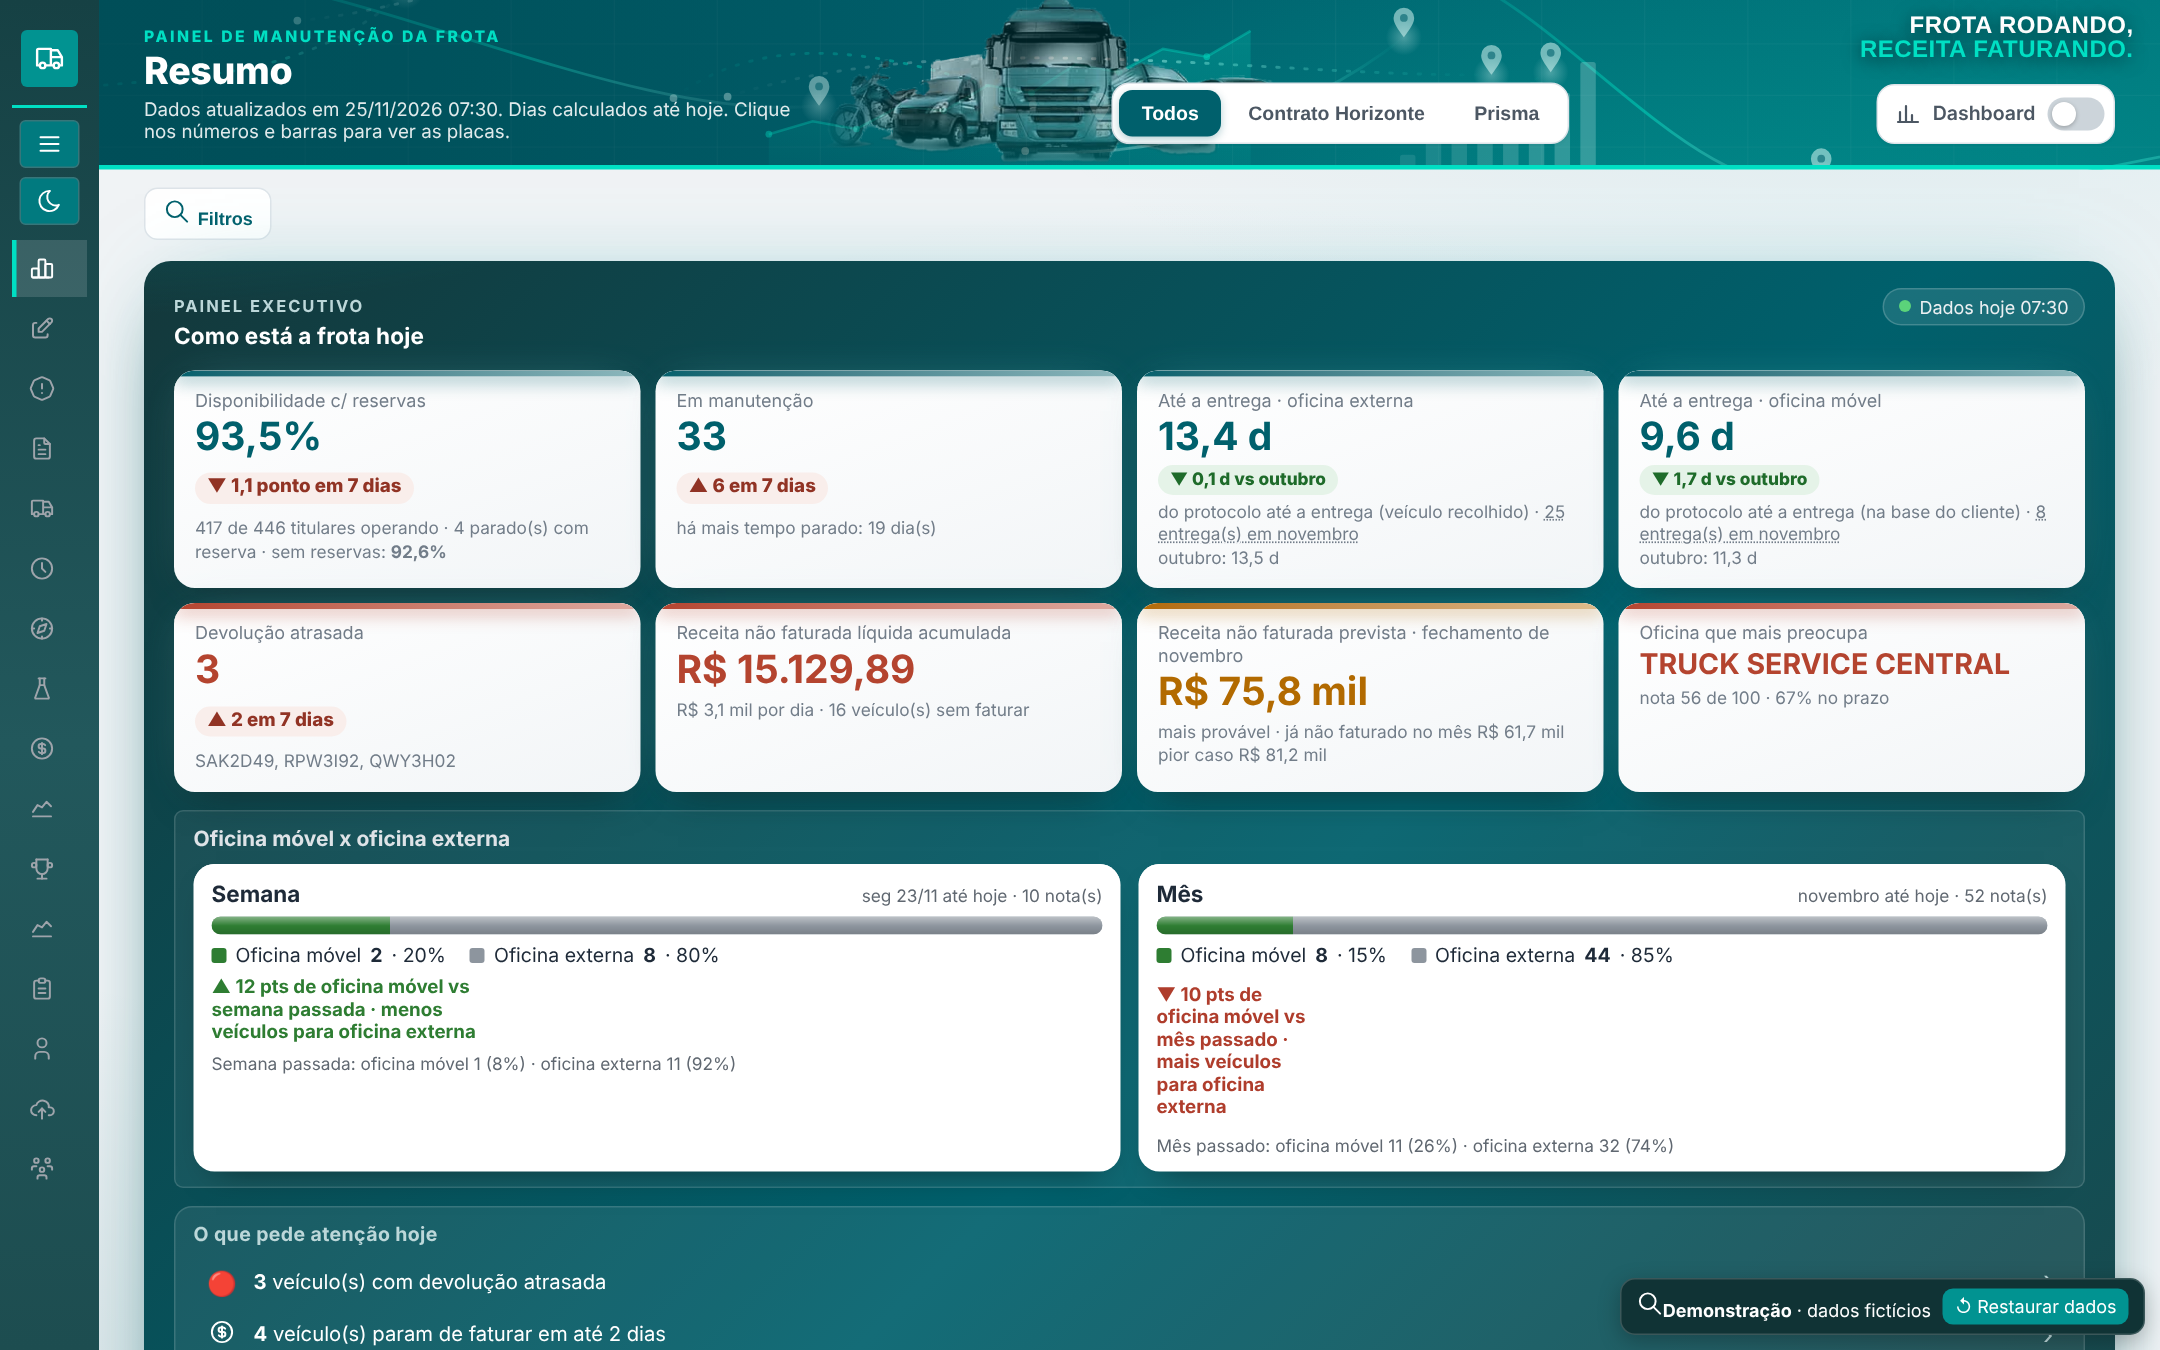 PAINEL DE MANUTENÇÃO DA FROTA
Resumo
Dados atualizados em 25/11/2026 07:30. Dias calculados até hoje. Clique
nos números e barras para ver as placas.
Todos
Contrato Horizonte
Prisma
FROTA RODANDO,
RECEITA FATURANDO.
Dashboard
Filtros
PAINEL EXECUTIVO
Como está a frota hoje
Dados hoje 07:30
Disponibilidade c/ reservas
93,5%
▼ 1,1 ponto em 7 dias
417 de 446 titulares operando · 4 parado(s) com
reserva · sem reservas: 92,6%
Em manutenção
33
▲ 6 em 7 dias
há mais tempo parado: 19 dia(s)
Até a entrega · oficina externa
13,4 d
▼ 0,1 d vs outubro
do protocolo até a entrega (veículo recolhido) · 25
entrega(s) em novembro
outubro: 13,5 d
Até a entrega · oficina móvel
9,6 d
▼ 1,7 d vs outubro
do protocolo até a entrega (na base do cliente) · 8
entrega(s) em novembro
outubro: 11,3 d
Devolução atrasada
3
▲ 2 em 7 dias
SAK2D49, RPW3I92, QWY3H02
Receita não faturada líquida acumulada
R$ 15.129,89
R$ 3,1 mil por dia · 16 veículo(s) sem faturar
Receita não faturada prevista · fechamento de
novembro
R$ 75,8 mil
mais provável · já não faturado no mês R$ 61,7 mil
pior caso R$ 81,2 mil
Oficina que mais preocupa
TRUCK SERVICE CENTRAL
nota 56 de 100 · 67% no prazo
Oficina móvel x oficina externa
Semana
seg 23/11 até hoje · 10 nota(s)
Oficina móvel 2 · 20% Oficina externa 8 · 80%
▲ 12 pts de oficina móvel vs
semana passada · menos
veículos para oficina externa
Semana passada: oficina móvel 1 (8%) · oficina externa 11 (92%)
Mês
novembro até hoje · 52 nota(s)
Oficina móvel 8 · 15% Oficina externa 44 · 85%
▼ 10 pts de
oficina móvel vs
mês passado ·
mais veículos
para oficina
externa
Mês passado: oficina móvel 11 (26%) · oficina externa 32 (74%)
O que pede atenção hoje
3 veículo(s) com devolução atrasada
4 veículo(s) param de faturar em até 2 dias
Demonstração · dados fictícios
Restaurar dados